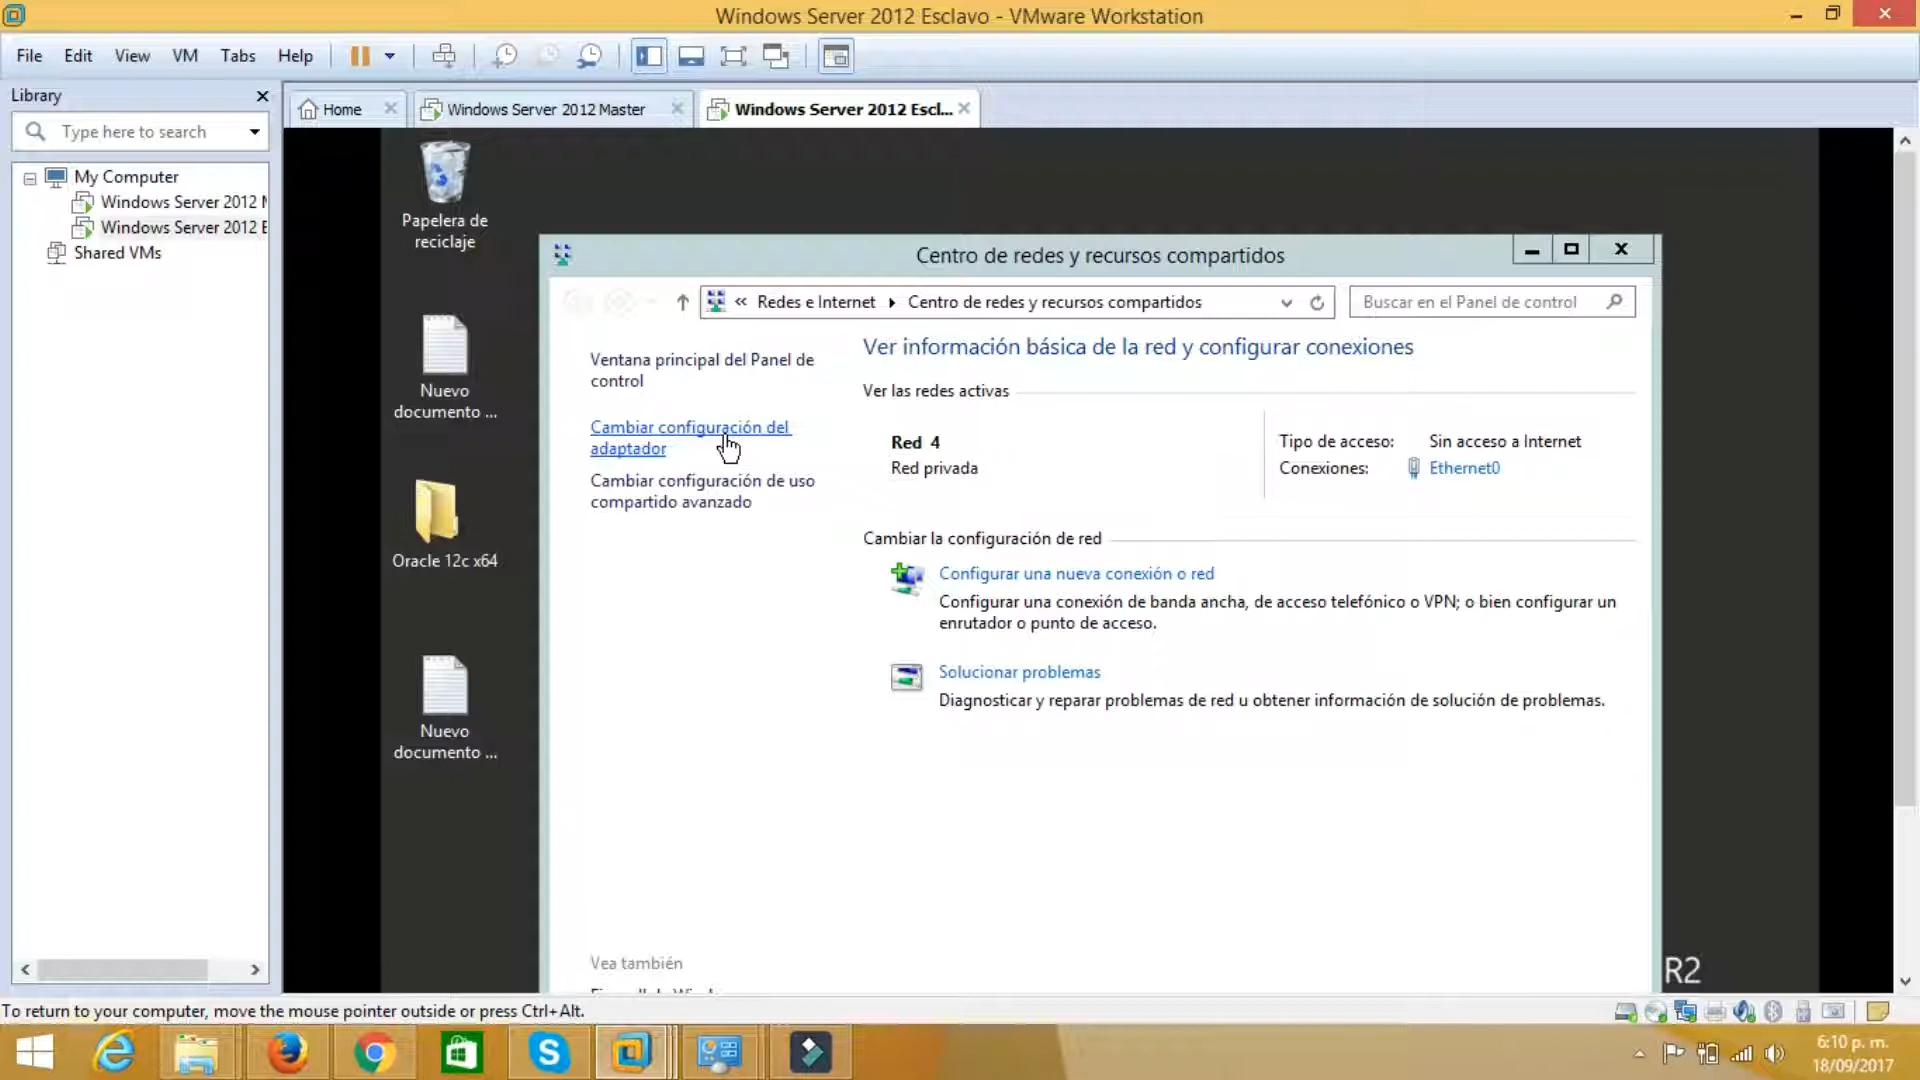 Windows Server 2012 Esclavo - VMware Workstation
File Edit View VM Tabs Help
Library
Type here to search
My Computer
Windows Server 2012 M
Windows Server 2012 E
Shared VMs
Home
Windows Server 2012 Master
Windows Server 2012 Escl...
Papelera de
reciclaje
Nuevo
documento ...
Oracle 12c x64
Nuevo
documento ...
Centro de redes y recursos compartidos
« Redes e Internet Centro de redes y recursos compartidos
Buscar en el Panel de control
Ventana principal del Panel de
control
Cambiar configuración del
adaptador
Cambiar configuración de uso
compartido avanzado
Vea también
Ver información básica de la red y configurar conexiones
Ver las redes activas
Red 4
Red privada
Tipo de acceso: Sin acceso a Internet
Conexiones: Ethernet0
Cambiar la configuración de red
Configurar una nueva conexión o red
Configurar una conexión de banda ancha, de acceso telefónico o VPN; o bien configurar un
enrutador o punto de acceso.
Solucionar problemas
Diagnosticar y reparar problemas de red u obtener información de solución de problemas.
R2
To return to your computer, move the mouse pointer outside or press Ctrl+Alt.
6:10 p. m.
18/09/2017